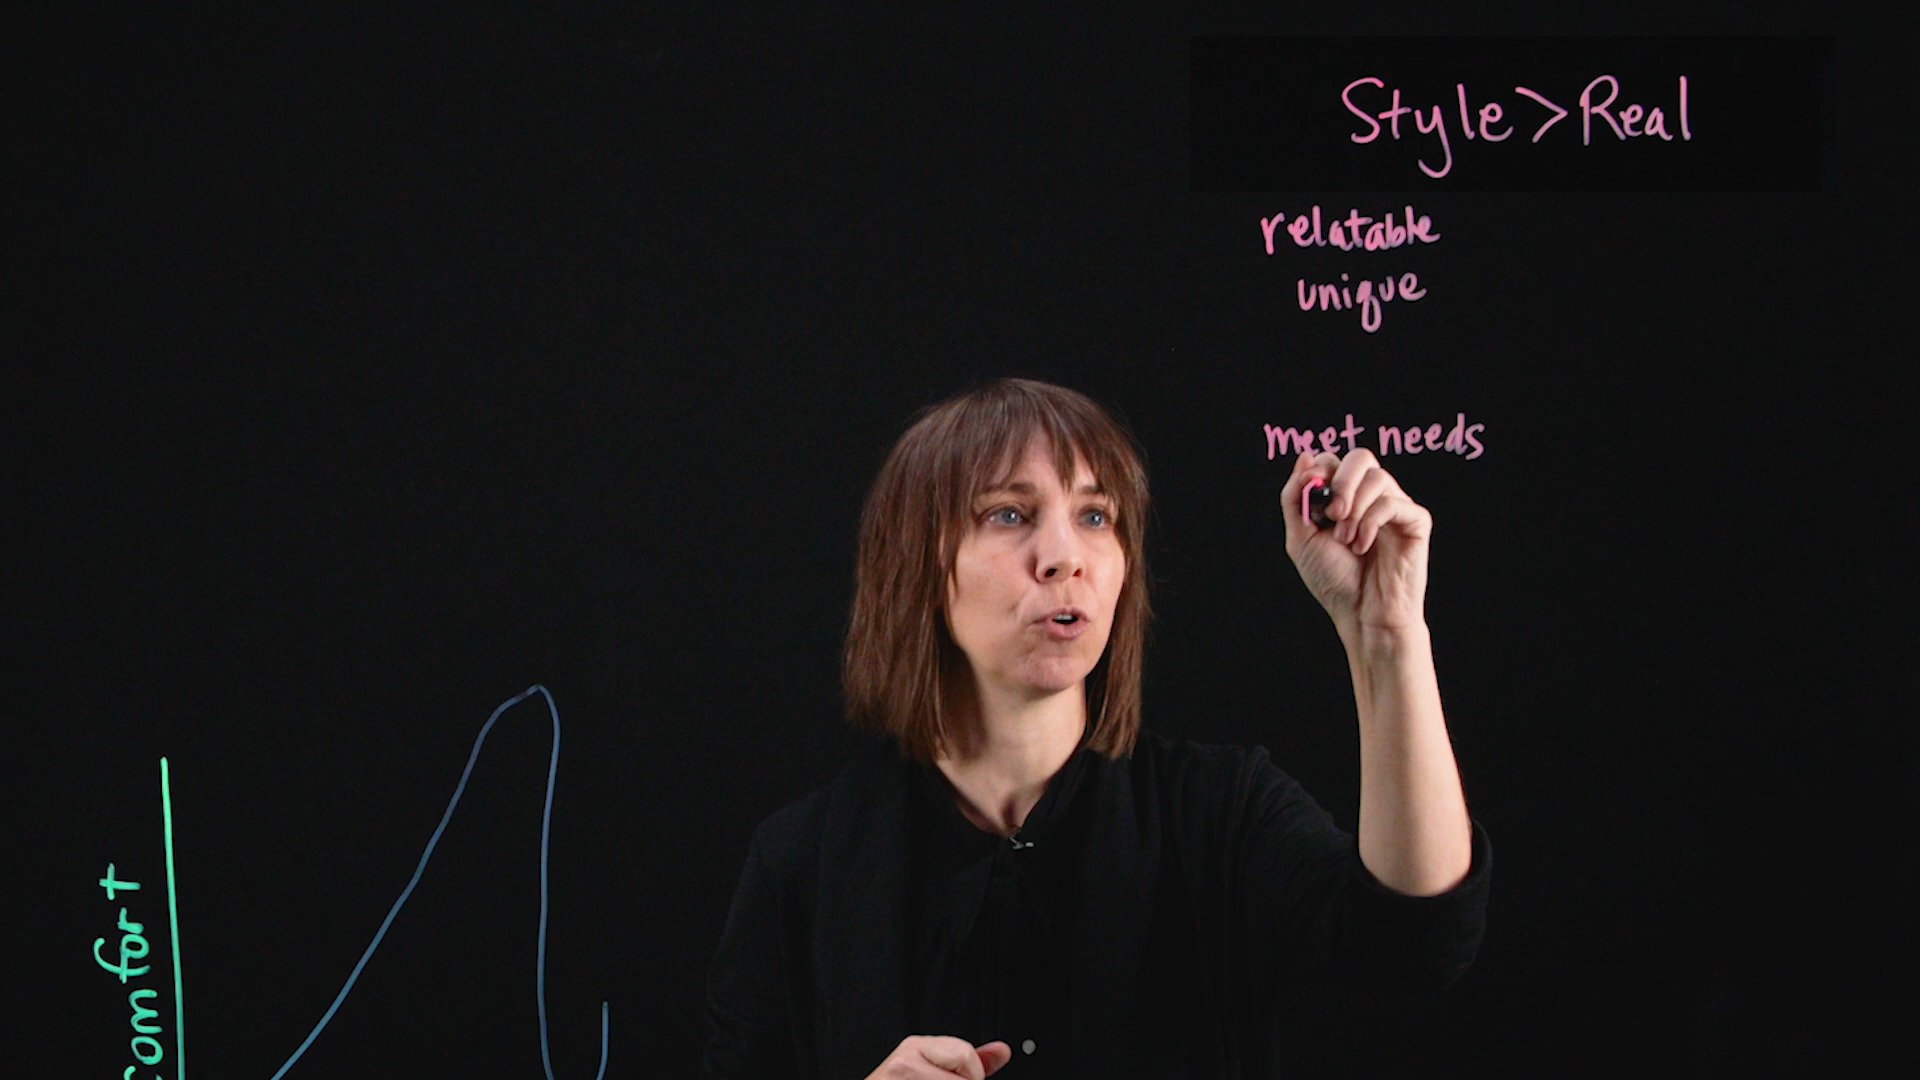 Style > Real
relatable
unique
meet needs
comfort